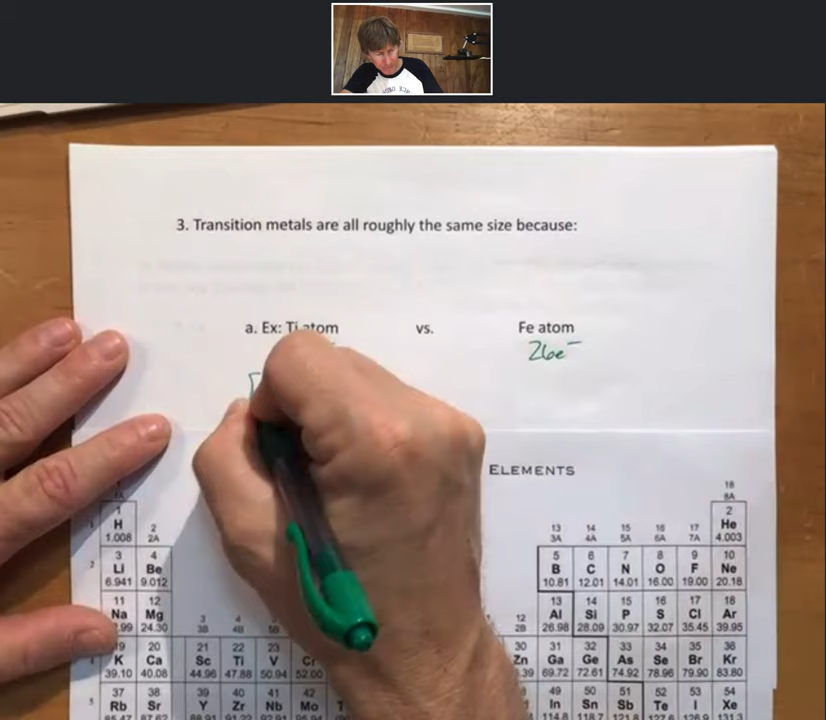 3. Transition metals are all roughly the same size because:
a. Ex: Ti atom vs. Fe atom
26e⁻
ELEMENTS
18
8A
1 2
H 2 13 14 15 16 17 He
1.008 2A 3A 4A 5A 6A 7A 4.003
2 3 4 5 6 7 8 9 10
Li Be B C N O F Ne
6.941 9.012 10.81 12.01 14.01 16.00 19.00 20.18
11 12 13 14 15 16 17 18
Na Mg 3 4 12 Al Si P S Cl Ar
.99 24.30 3B 4B 5B 2B 26.98 28.09 30.97 32.07 35.45 39.95
19 20 21 22 23 30 31 32 33 34 35 36
K Ca Sc Ti V Cr Zn Ga Ge As Se Br Kr
39.10 40.08 44.96 47.88 50.94 52.00 39 69.72 72.61 74.92 78.96 79.90 83.80
5 37 38 39 40 41 42 49 50 51 52 53 54
Rb Sr Y Zr Nb Mo In Sn Sb Te I Xe